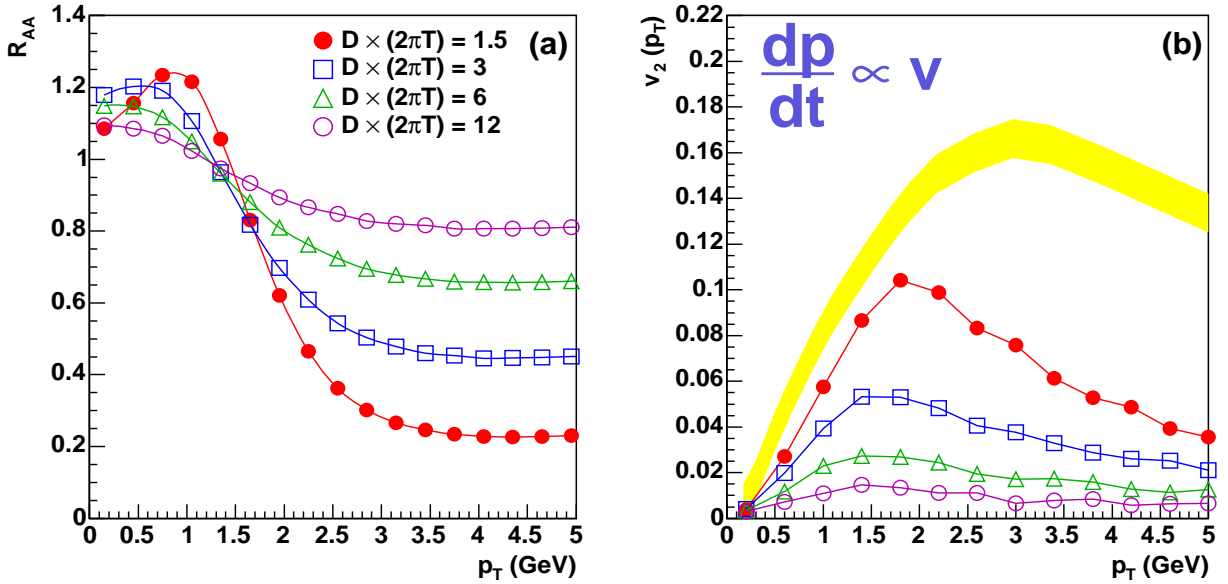 R_AA
1.4
1.2
1
0.8
0.6
0.4
0.2
0
0 0.5 1 1.5 2 2.5 3 3.5 4 4.5 5
p_T (GeV)
(a)
D × (2πT) = 1.5
D × (2πT) = 3
D × (2πT) = 6
D × (2πT) = 12
v_2 (p_T)
0.22
0.2
0.18
0.16
0.14
0.12
0.1
0.08
0.06
0.04
0.02
0
0 0.5 1 1.5 2 2.5 3 3.5 4 4.5 5
p_T (GeV)
(b)
dp
dt ∝ v